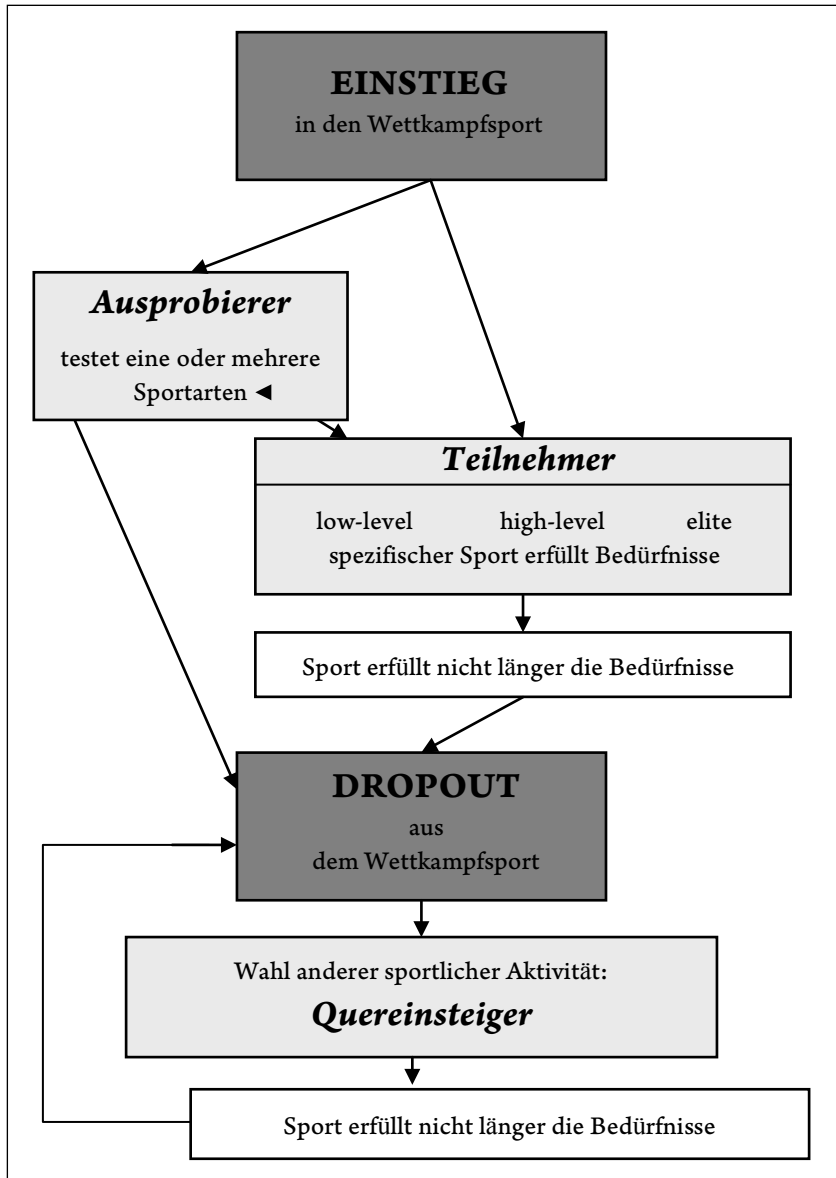 EINSTIEG
in den Wettkampfsport
Ausprobierer
testet eine oder mehrere
Sportarten ◄
Teilnehmer
low-level high-level elite
spezifischer Sport erfüllt Bedürfnisse
Sport erfüllt nicht länger die Bedürfnisse
DROPOUT
aus
dem Wettkampfsport
Wahl anderer sportlicher Aktivität:
Quereinsteiger
Sport erfüllt nicht länger die Bedürfnisse